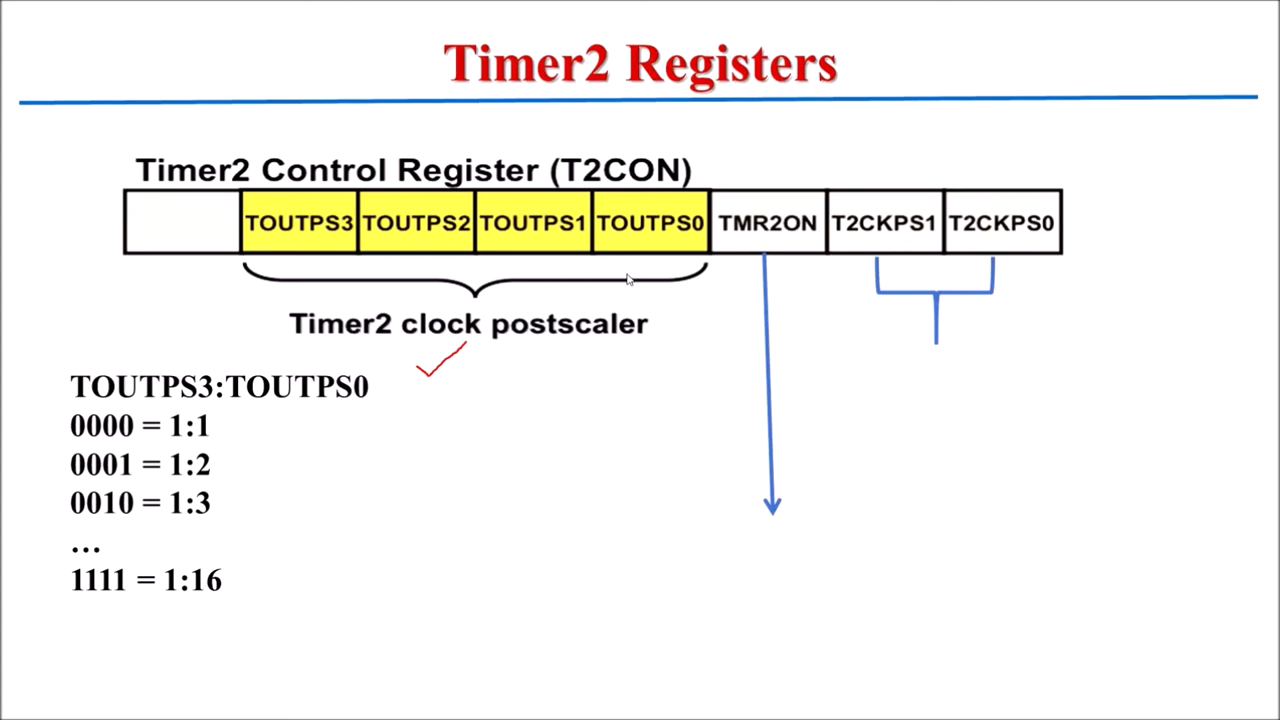 Timer2 Registers
Timer2 Control Register (T2CON)
TOUTPS3 TOUTPS2 TOUTPS1 TOUTPS0 TMR2ON T2CKPS1 T2CKPS0
Timer2 clock postscaler
TOUTPS3:TOUTPS0
0000 = 1:1
0001 = 1:2
0010 = 1:3
…
1111 = 1:16